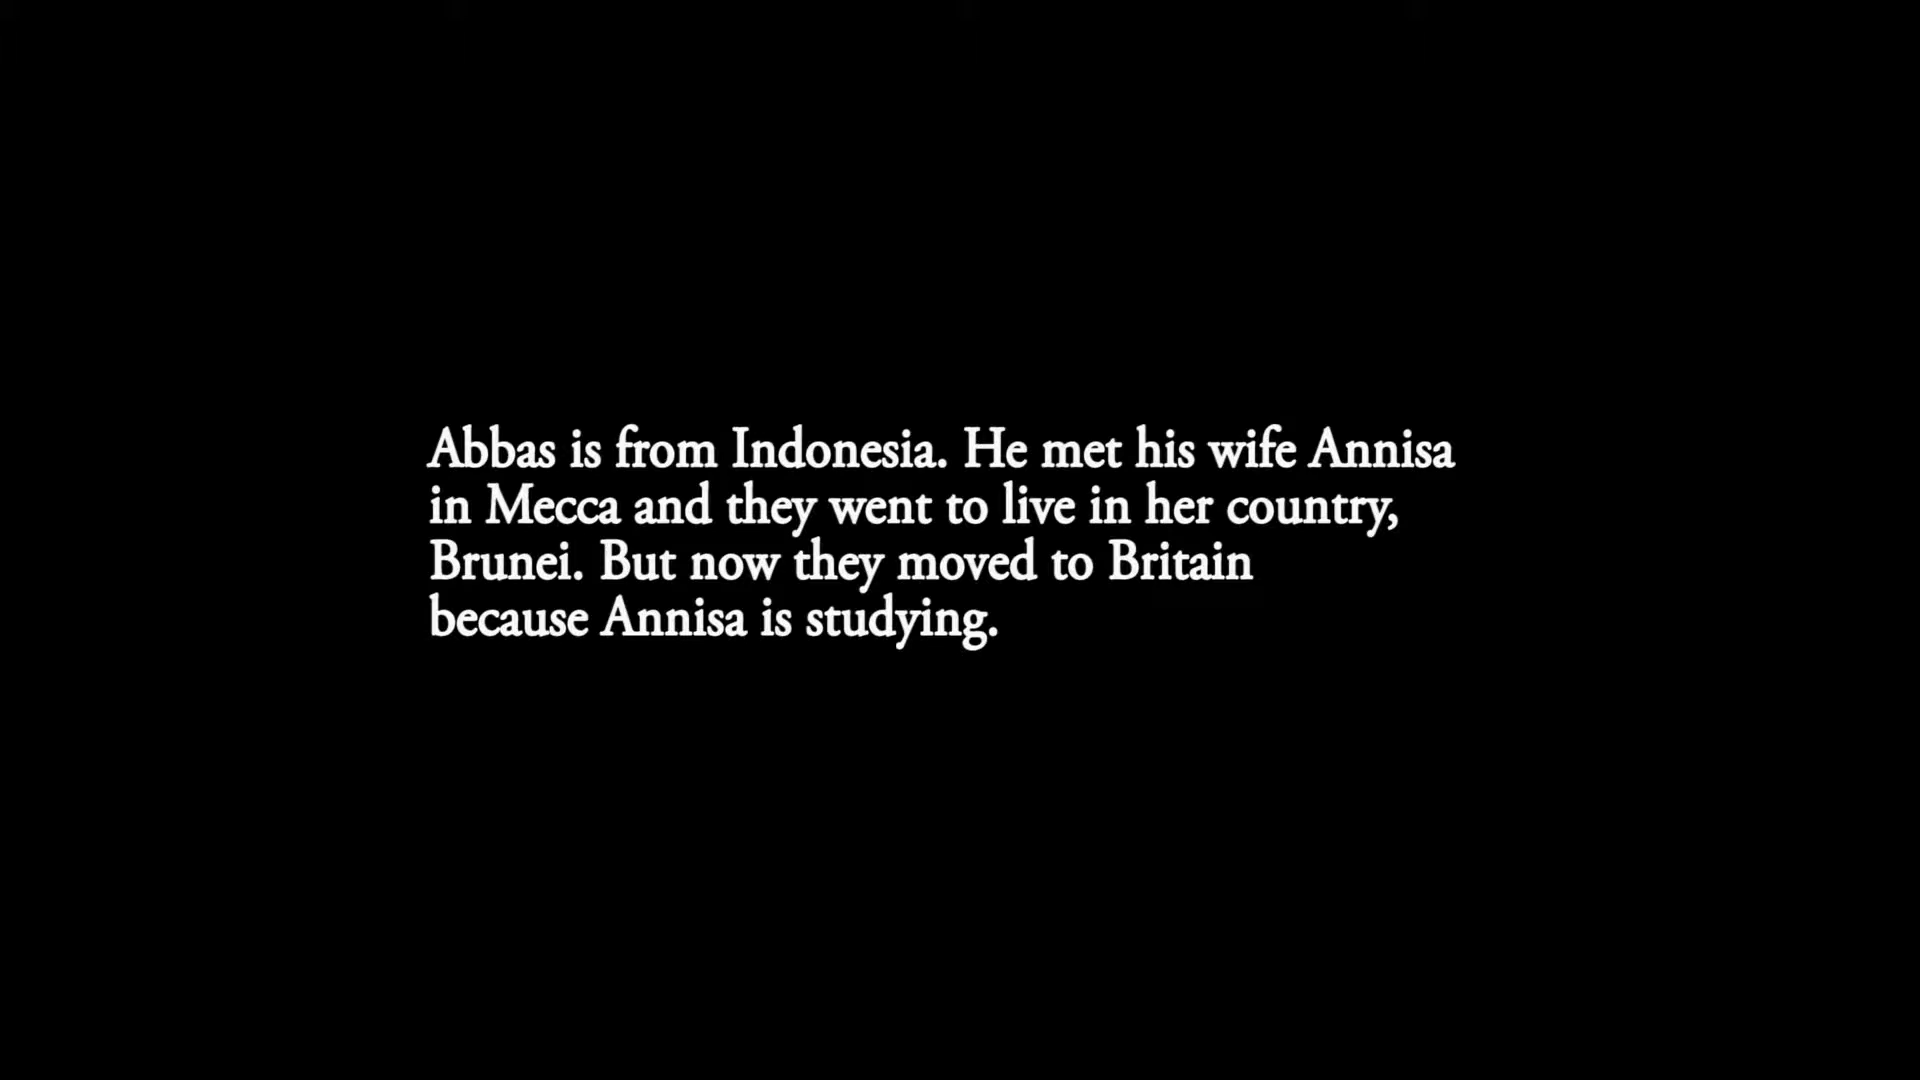 Abbas is from Indonesia. He met his wife Annisa
in Mecca and they went to live in her country,
Brunei. But now they moved to Britain
because Annisa is studying.